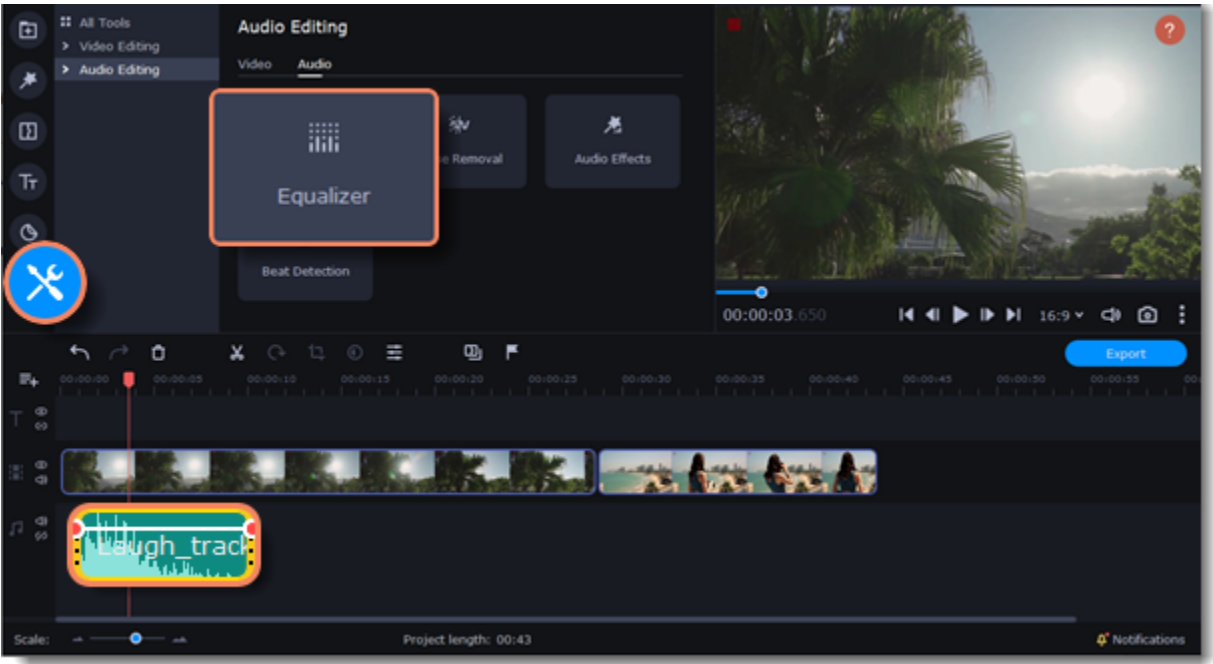 All Tools
Video Editing
Audio Editing
Audio Editing
Video Audio
Equalizer
Removal
Audio Effects
Beat Detection
?
00:00:03.650
16:9
Export
00:00:00 00:00:05 00:00:10 00:00:15 00:00:20 00:00:25 00:00:30 00:00:35 00:00:40 00:00:45 00:00:50 00:00:55
Laugh_track
Scale:
Project length: 00:43
Notifications